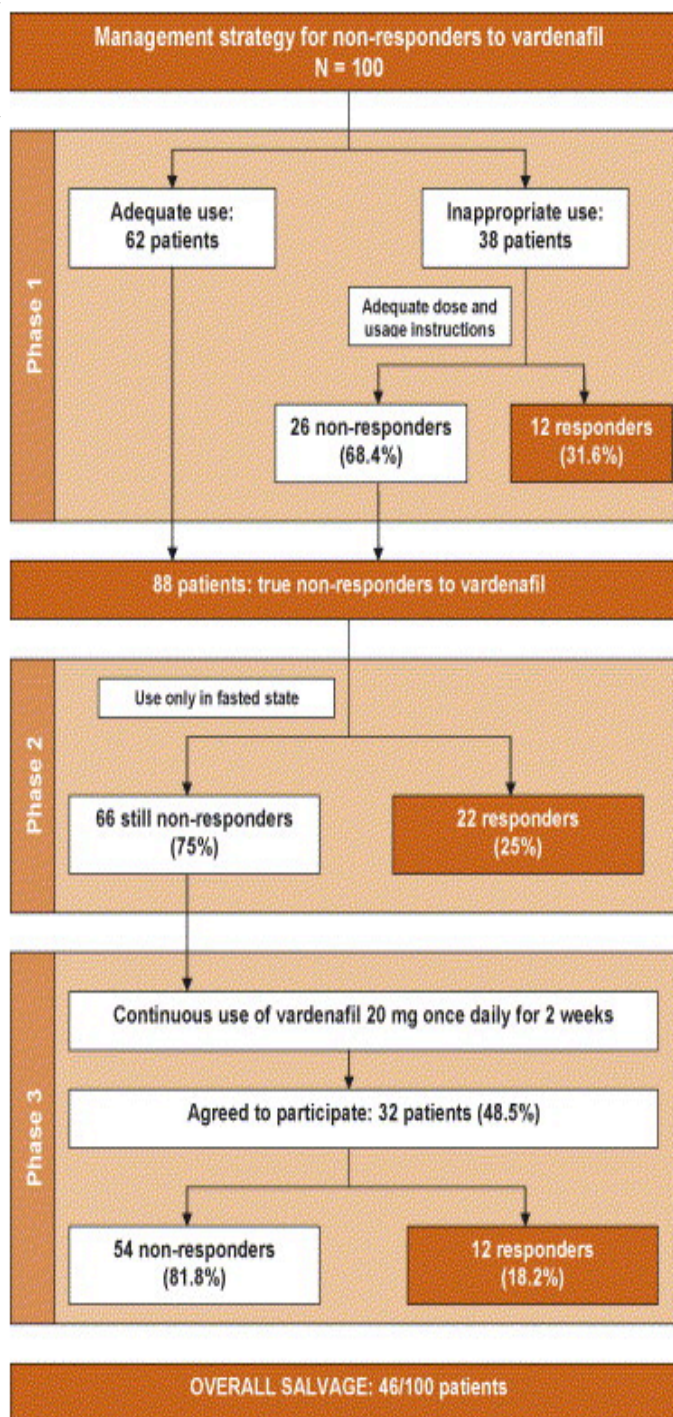 Management strategy for non-responders to vardenafil
N = 100
Phase 1
Adequate use:
62 patients
Inappropriate use:
38 patients
Adequate dose and
usage instructions
26 non-responders
(68.4%)
12 responders
(31.6%)
88 patients: true non-responders to vardenafil
Phase 2
Use only in fasted state
66 still non-responders
(75%)
22 responders
(25%)
Phase 3
Continuous use of vardenafil 20 mg once daily for 2 weeks
Agreed to participate: 32 patients (48.5%)
54 non-responders
(81.8%)
12 responders
(18.2%)
OVERALL SALVAGE: 46/100 patients